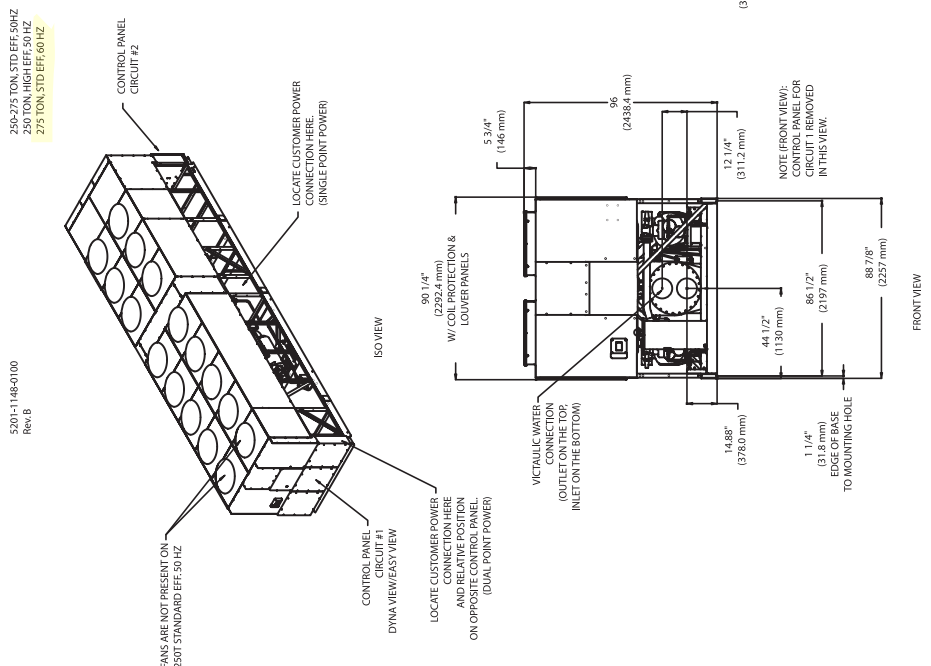 5201-1148-0100
Rev. B
250-275 TON, STD EFF, 50HZ
250 TON, HIGH EFF, 50 HZ
275 TON, STD EFF, 60 HZ
FANS ARE NOT PRESENT ON
250T STANDARD EFF. 50 HZ
CONTROL PANEL
CIRCUIT #2
LOCATE CUSTOMER POWER
CONNECTION HERE.
(SINGLE POINT POWER)
ISO VIEW
CONTROL PANEL
CIRCUIT #1
DYNA VIEW/EASY VIEW
LOCATE CUSTOMER POWER
CONNECTION HERE
AND RELATIVE POSITION
ON OPPOSITE CONTROL PANEL.
(DUAL POINT POWER)
90 1/4"
(2292.4 mm)
W/ COIL PROTECTION &
LOUVER PANELS
5 3/4"
(146 mm)
96
(2438.4 mm)
12 1/4"
(311.2 mm)
VICTAULIC WATER
CONNECTION
(OUTLET ON THE TOP,
INLET ON THE BOTTOM)
14.88"
(378.0 mm)
44 1/2"
(1130 mm)
86 1/2"
(2197 mm)
88 7/8"
(2257 mm)
1 1/4"
(31.8 mm)
EDGE OF BASE
TO MOUNTING HOLE
NOTE (FRONT VIEW):
CONTROL PANEL FOR
CIRCUIT 1 REMOVED
IN THIS VIEW.
FRONT VIEW
(3